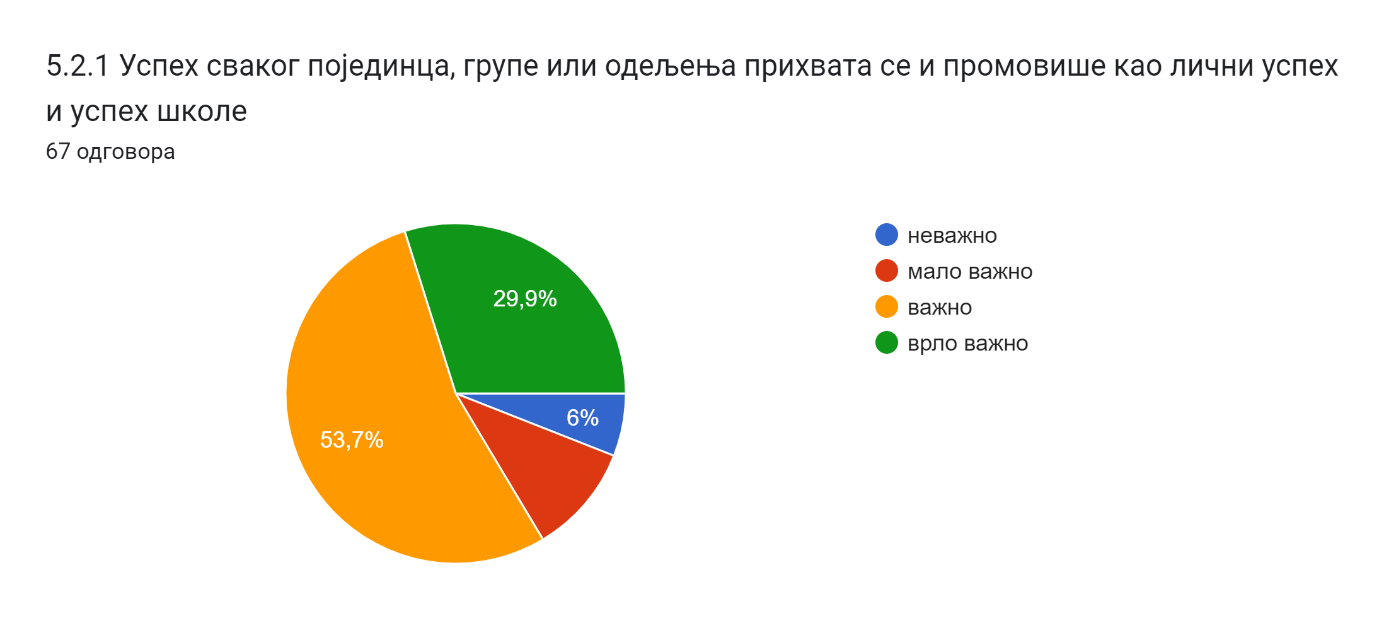 5.2.1 Успех сваког појединца, групе или одељења прихвата се и промовише као лични успех
и успех школе
67 одговора
неважно
мало важно
важно
врло важно
29,9%
6%
53,7%